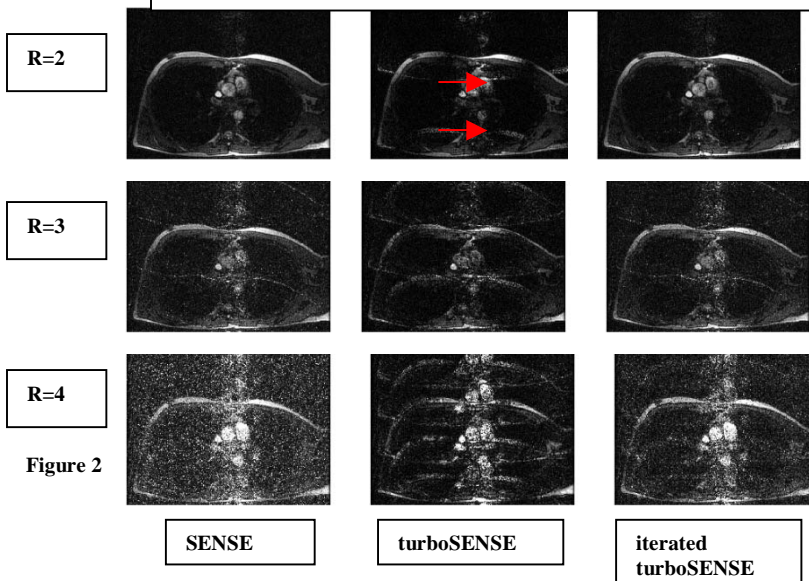 R=2
R=3
R=4
Figure 2
SENSE
turboSENSE
iterated
turboSENSE